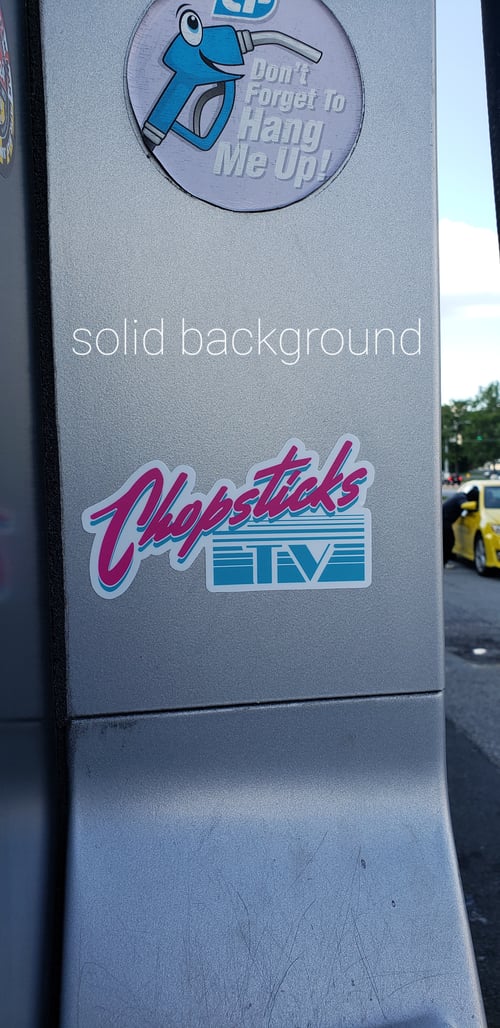 Don't
Forget To
Hang
Me Up!
solid background
Chopsticks
TV